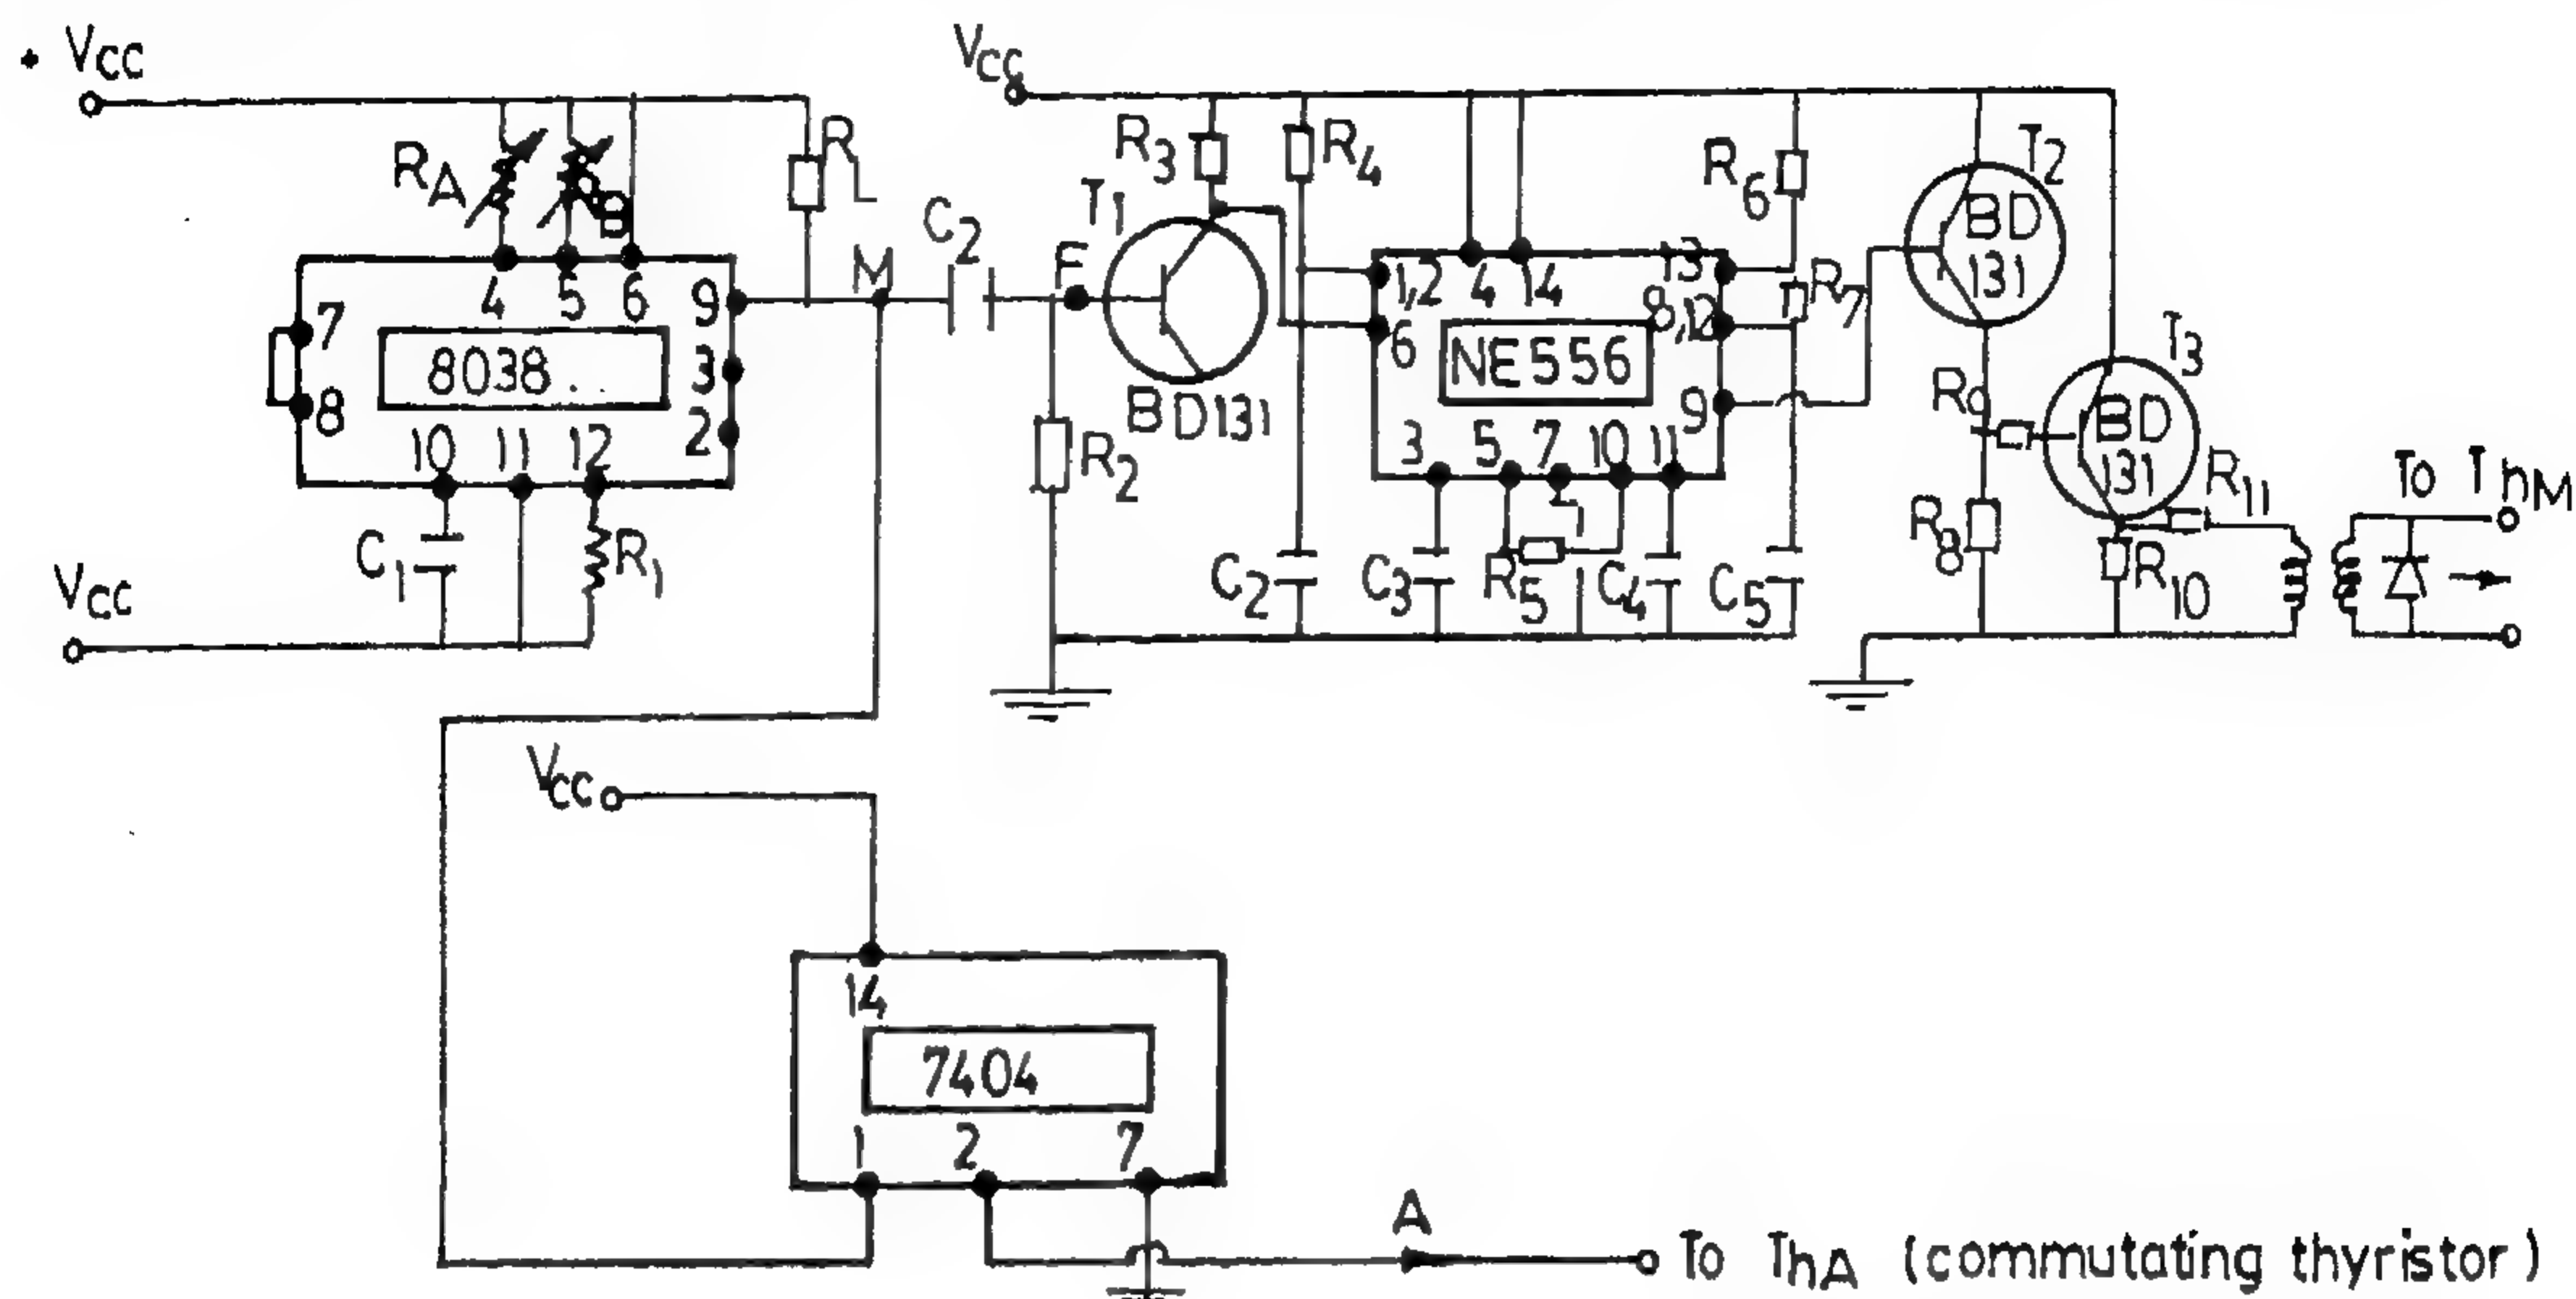 + VCC
VCC
RA
RB
RL
R3
R4
R6
T2
T1
C2
M
F
BD
131
R7
4 5 6
9
7
8038
3
8
2
10 11 12
1,2 4 14 13
8,12
6
NE556
9
3 5 7 10 11
BD131
R2
T3
R9
BD
131
R11
To ThM
R8
R10
C1
R1
VCC
C2
C3
R5
C4
C5
VCC
14
7404
1 2 7
A
To ThA (commutating thyristor)